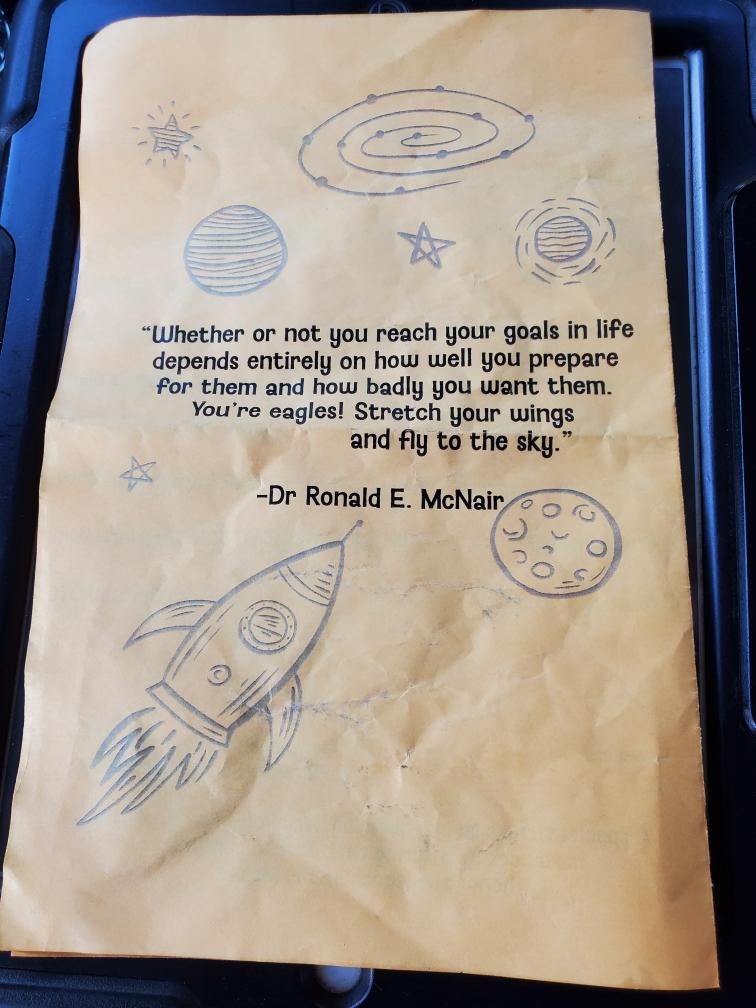 “Whether or not you reach your goals in life
depends entirely on how well you prepare
for them and how badly you want them.
You’re eagles! Stretch your wings
and fly to the sky.”
–Dr Ronald E. McNair